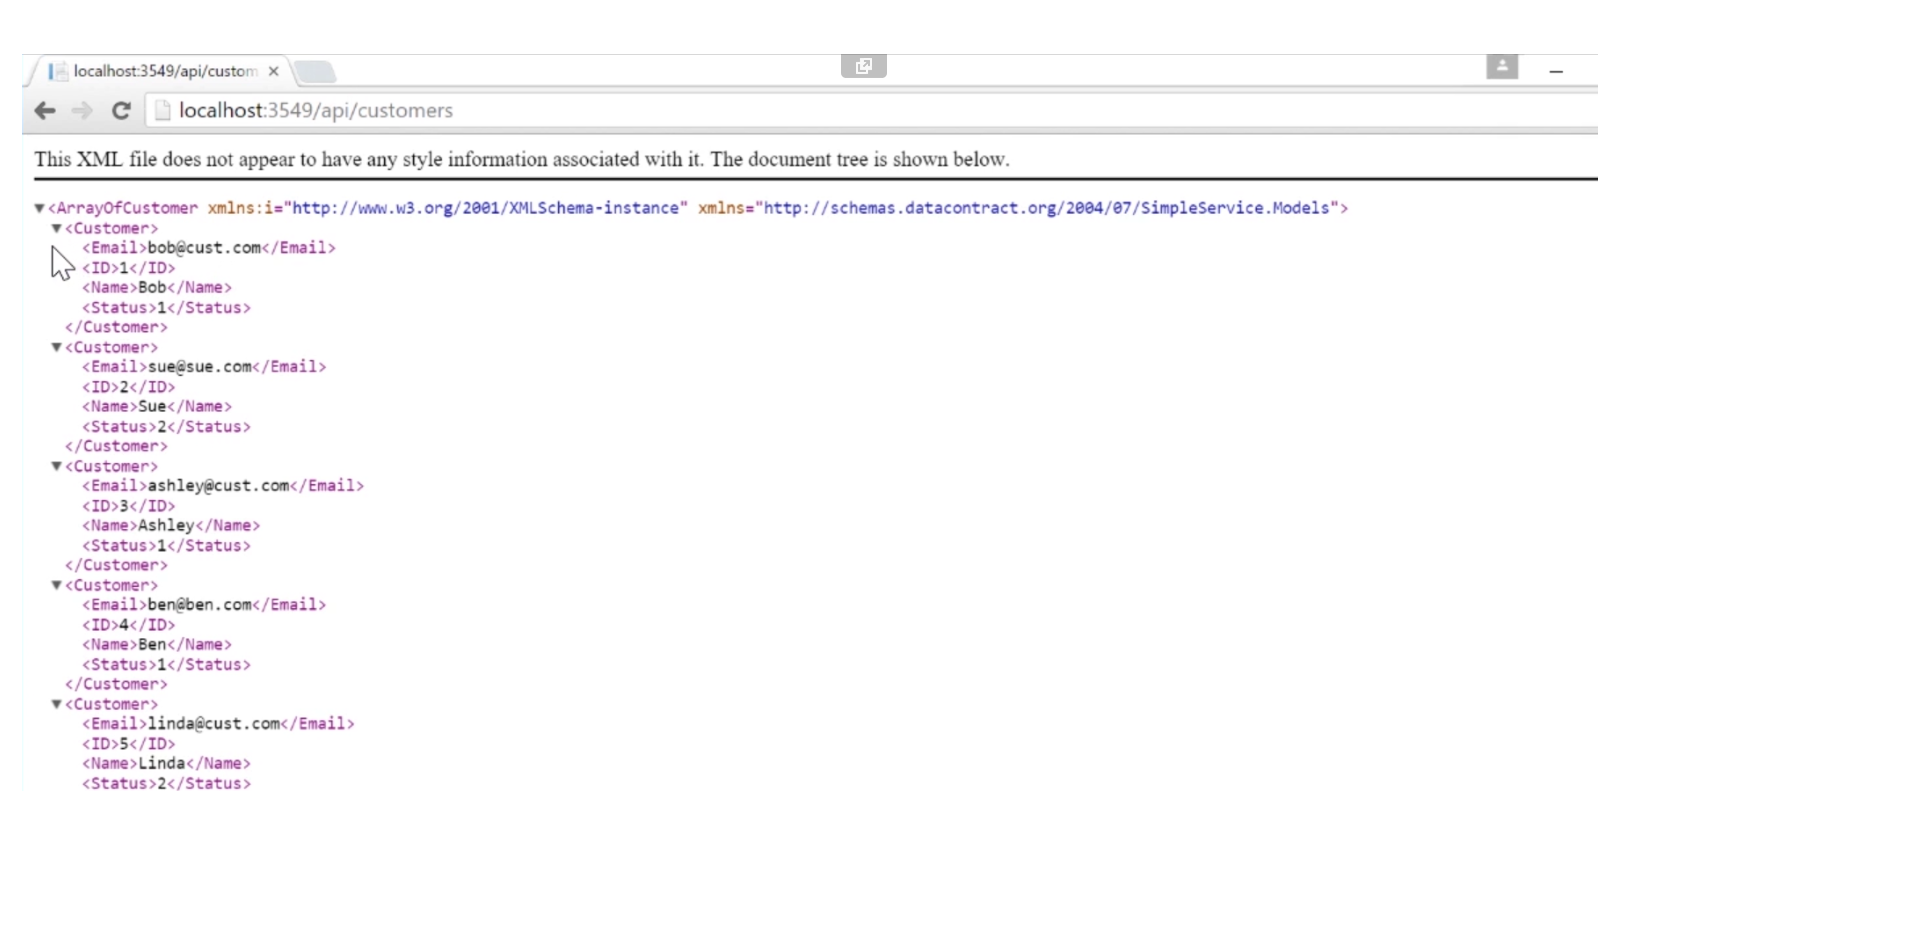 localhost:3549/api/custom
localhost:3549/api/customers
This XML file does not appear to have any style information associated with it. The document tree is shown below.
▼<ArrayOfCustomer xmlns:i="http://www.w3.org/2001/XMLSchema-instance" xmlns="http://schemas.datacontract.org/2004/07/SimpleService.Models">
▼<Customer>
<Email>bob@cust.com</Email>
<ID>1</ID>
<Name>Bob</Name>
<Status>1</Status>
</Customer>
▼<Customer>
<Email>sue@sue.com</Email>
<ID>2</ID>
<Name>Sue</Name>
<Status>2</Status>
</Customer>
▼<Customer>
<Email>ashley@cust.com</Email>
<ID>3</ID>
<Name>Ashley</Name>
<Status>1</Status>
</Customer>
▼<Customer>
<Email>ben@ben.com</Email>
<ID>4</ID>
<Name>Ben</Name>
<Status>1</Status>
</Customer>
▼<Customer>
<Email>linda@cust.com</Email>
<ID>5</ID>
<Name>Linda</Name>
<Status>2</Status>